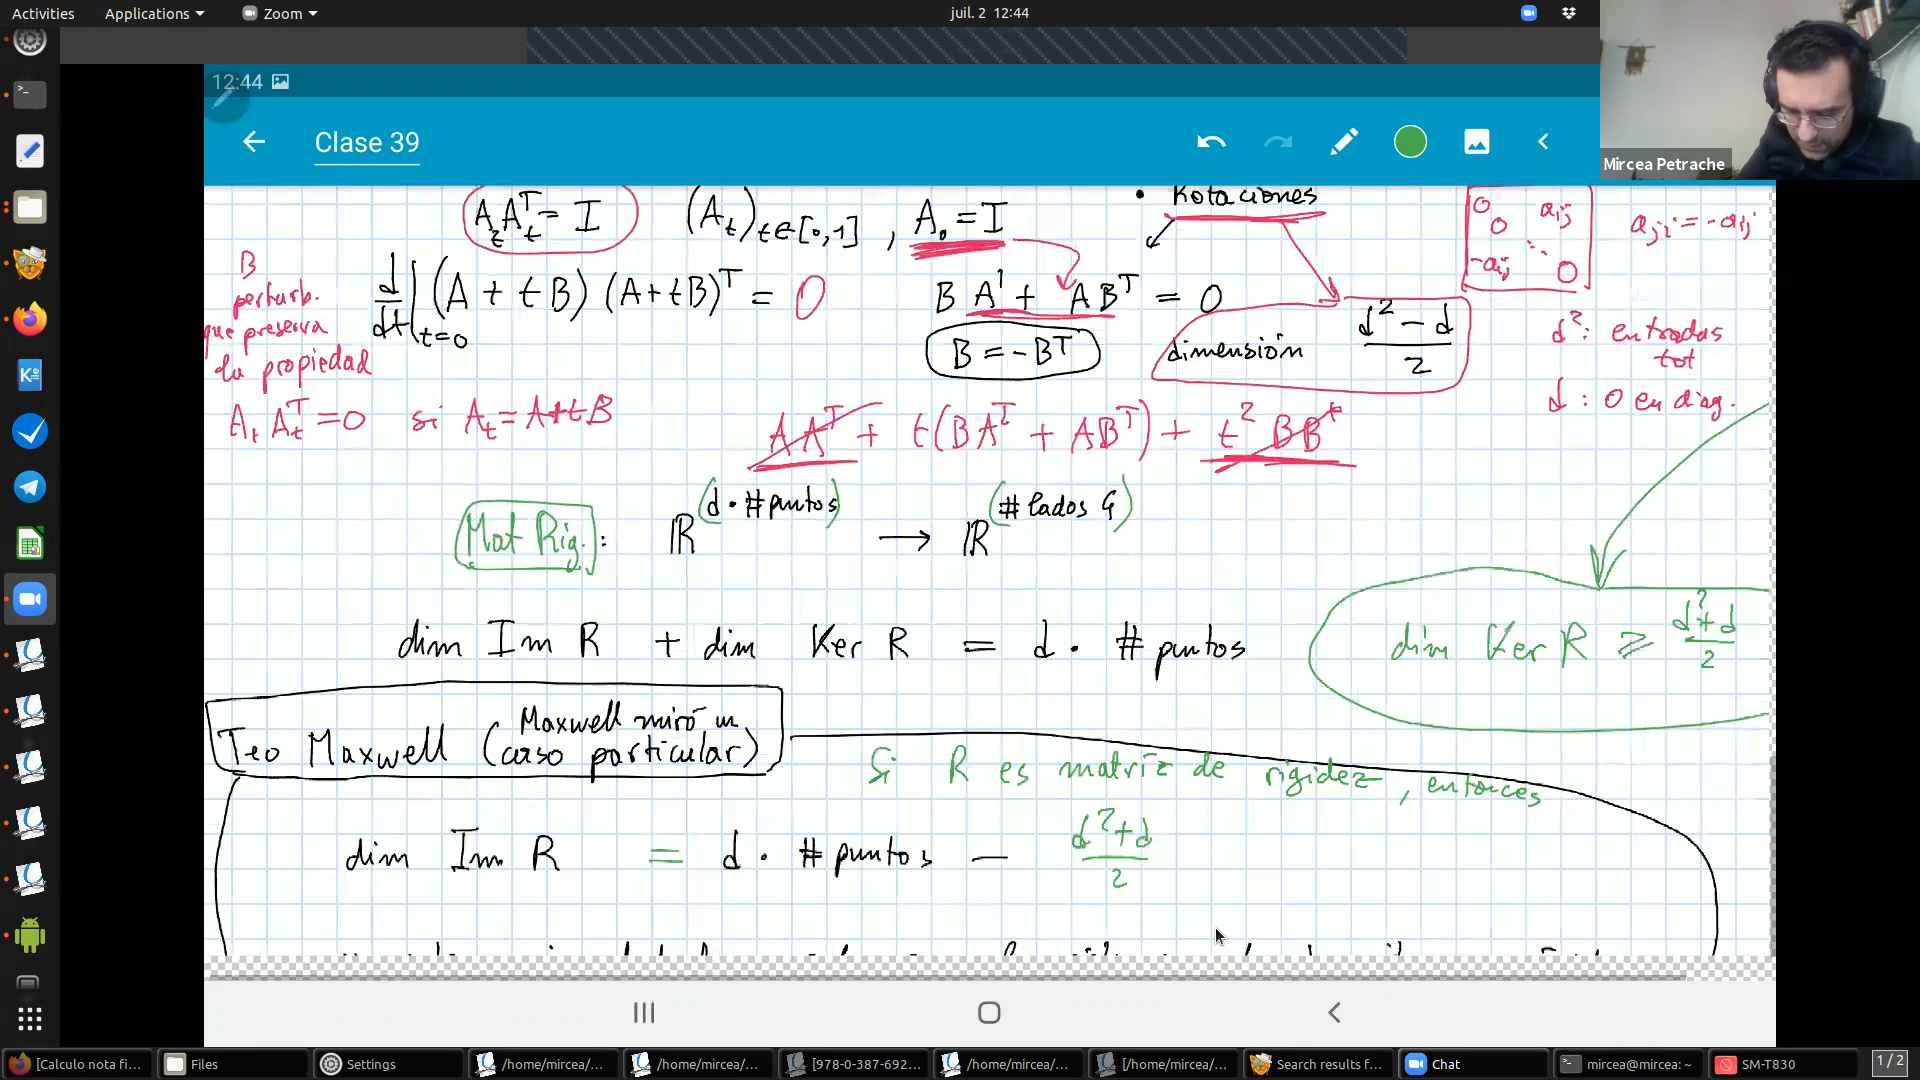 Activities Applications Zoom juil. 2 12:44
12:44
Clase 39
Mircea Petrache
A_t A_t^T = I (A_t)_{t∈[0,1]} , A_0 = I • Rotaciones
0 a_ij a_ji = -a_ij
0
-a_ij 0
B
perturb.
que preserva
la propiedad
d/dt|_{t=0} (A + tB) (A+tB)^T = 0 B A^T + A B^T = 0
B = -B^T
dimensión (d^2 - d)/2
d^2: entradas
tot
d : 0 en diag.
A_t A_t^T = 0 si A_t = A+tB
A A^T + t(BA^T + AB^T) + t^2 BB^t
Mat Rig. : ℝ^(d · #puntos) → ℝ^(# lados G)
dim Im R + dim Ker R = d · #puntos
dim Ker R ≥ (d^2+d)/2
Teo Maxwell (Maxwell miró un
caso particular)
Si R es matriz de rigidez, entonces
dim Im R = d · #puntos — (d^2+d)/2
[Calculo nota fi... Files Settings /home/mircea/... /home/mircea/... [978-0-387-692... /home/mircea/... [/home/mircea/... Search results f... Chat mircea@mircea: ~ SM-T830 1 / 2